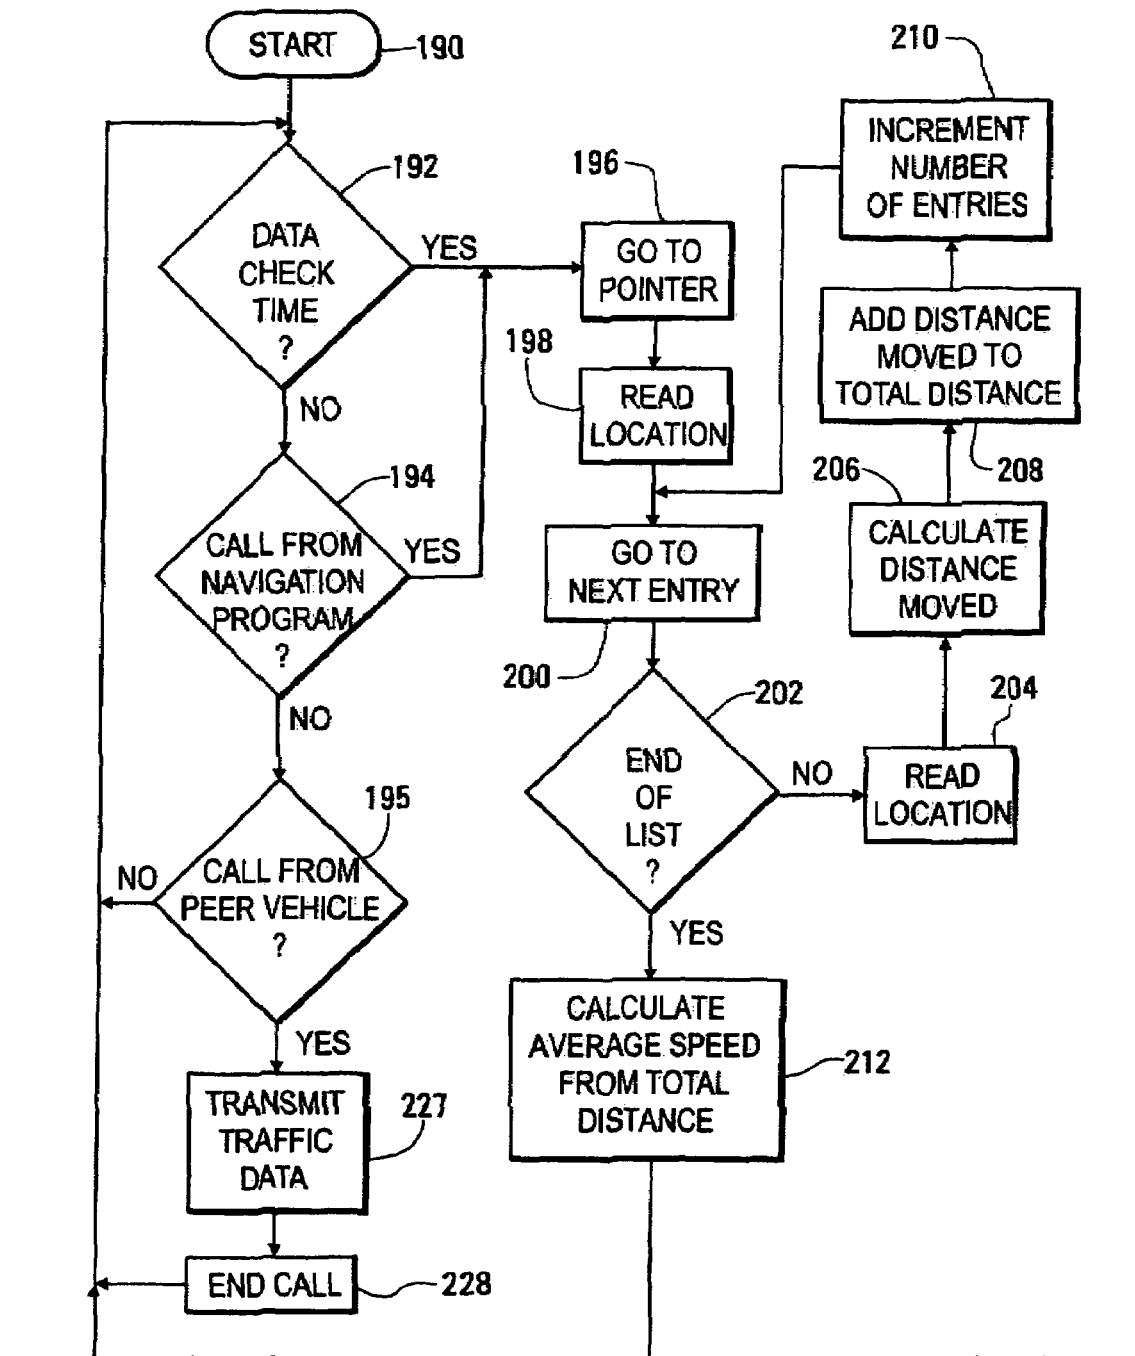 START
190
192
DATA
CHECK
TIME
?
YES
NO
194
CALL FROM
NAVIGATION
PROGRAM
?
YES
NO
195
CALL FROM
PEER VEHICLE
?
NO
YES
TRANSMIT
TRAFFIC
DATA
227
END CALL
228
196
GO TO
POINTER
198
READ
LOCATION
GO TO
NEXT ENTRY
200
202
END
OF
LIST
?
NO
YES
CALCULATE
AVERAGE SPEED
FROM TOTAL
DISTANCE
212
204
READ
LOCATION
206
CALCULATE
DISTANCE
MOVED
208
ADD DISTANCE
MOVED TO
TOTAL DISTANCE
210
INCREMENT
NUMBER
OF ENTRIES